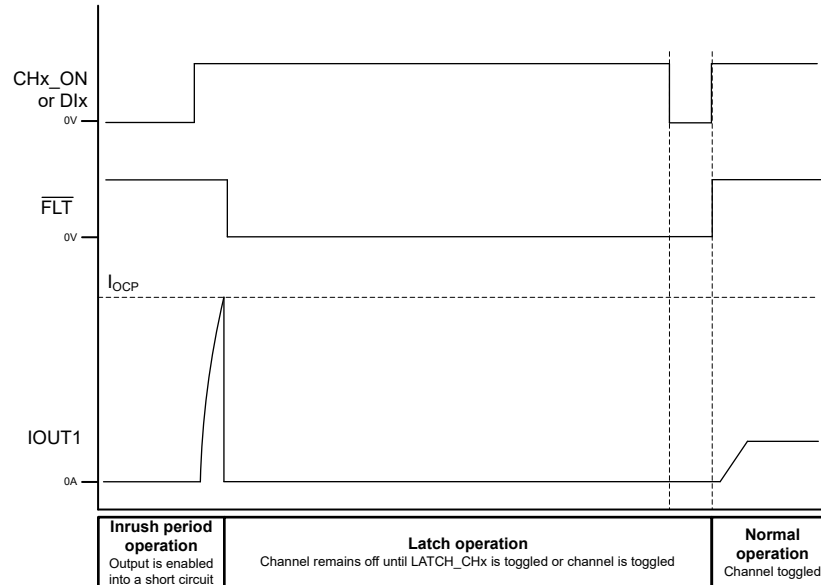 CHx_ON
or DIx
0V
FLT
0V
IOCP
IOUT1
0A
Inrush period
operation
Output is enabled
into a short circuit
Latch operation
Channel remains off until LATCH_CHx is toggled or channel is toggled
Normal
operation
Channel toggled